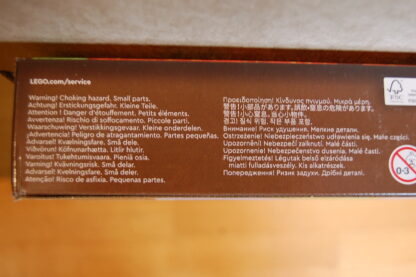 LEGO.com/service
Warning! Choking hazard. Small parts.
Achtung! Erstickungsgefahr. Kleine Teile.
Attention ! Danger d'étouffement. Petits éléments.
Avvertenza! Rischio di soffocamento. Piccole parti.
Waarschuwing! Verstikkingsgevaar. Kleine onderdelen.
¡Advertencia! Peligro de atragantamiento. Partes pequeñas.
Advarsel! Kvælningsfare. Små dele.
Viðvörun! Köfnunarhætta. Litlir hlutir.
Varoitus! Tukehtumisvaara. Pieniä osia.
Varning! Kvävningsrisk. Små delar.
Advarsel! Kvelningsfare. Små deler.
Atenção! Risco de asfixia. Pequenas partes.
Προειδοποίηση! Κίνδυνος πνιγμού. Μικρά μέρη.
警告!小部品があります。誤飲・窒息の危険があります。
警告!小心窒息。当心小物件。
경고! 질식 위험. 작은 부품 포함.
Внимание! Риск удушения. Мелкие детали.
Ostrzeżenie! Niebezpieczeństwo udławienia się. Małe części.
Upozornění! Nebezpečí zalknutí. Malé části.
Upozornenie! Nebezpečenstvo dusenia. Malé časti.
Figyelmeztetés! Légutak belső elzáródása
miatti fulladásveszély. Kis alkatrészek.
Попередження! Ризик задухи. Дрібні деталі.
FSC
0-3